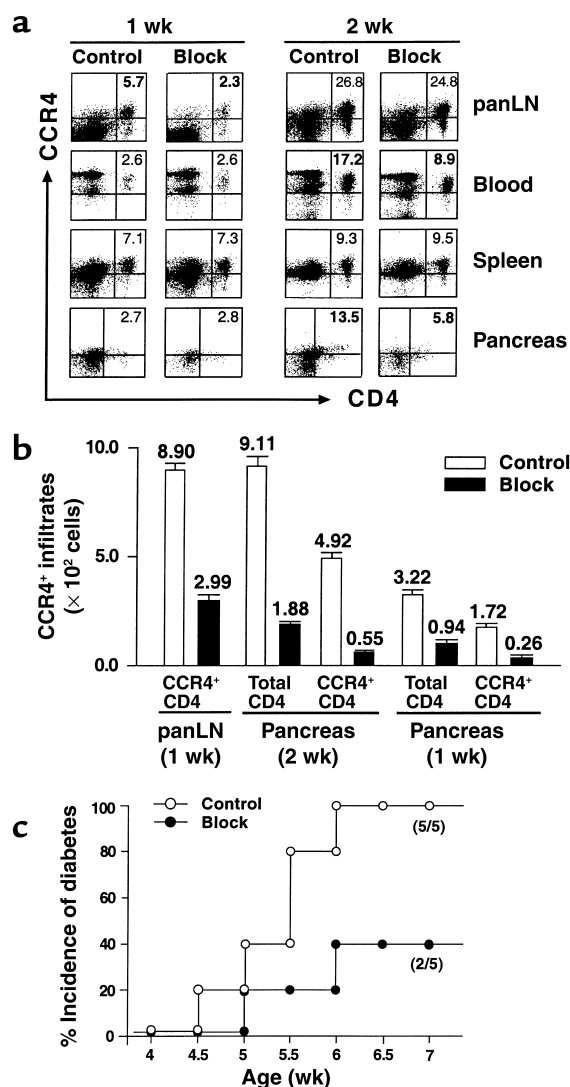 a
1 wk
2 wk
Control Block Control Block
CCR4
5.7 2.3 26.8 24.8 panLN
2.6 2.6 17.2 8.9 Blood
7.1 7.3 9.3 9.5 Spleen
2.7 2.8 13.5 5.8 Pancreas
CD4
b
CCR4⁺ infiltrates
(× 10² cells)
10.0
5.0
0.0
8.90 2.99 9.11 1.88 4.92 0.55 3.22 0.94 1.72 0.26
Control
Block
CCR4⁺ Total CCR4⁺ Total CCR4⁺
CD4 CD4 CD4 CD4 CD4
panLN Pancreas Pancreas
(1 wk) (2 wk) (1 wk)
c
Control
Block
% Incidence of diabetes
100
80
60
40
20
0
(5/5)
(2/5)
4 4.5 5 5.5 6 6.5 7
Age (wk)